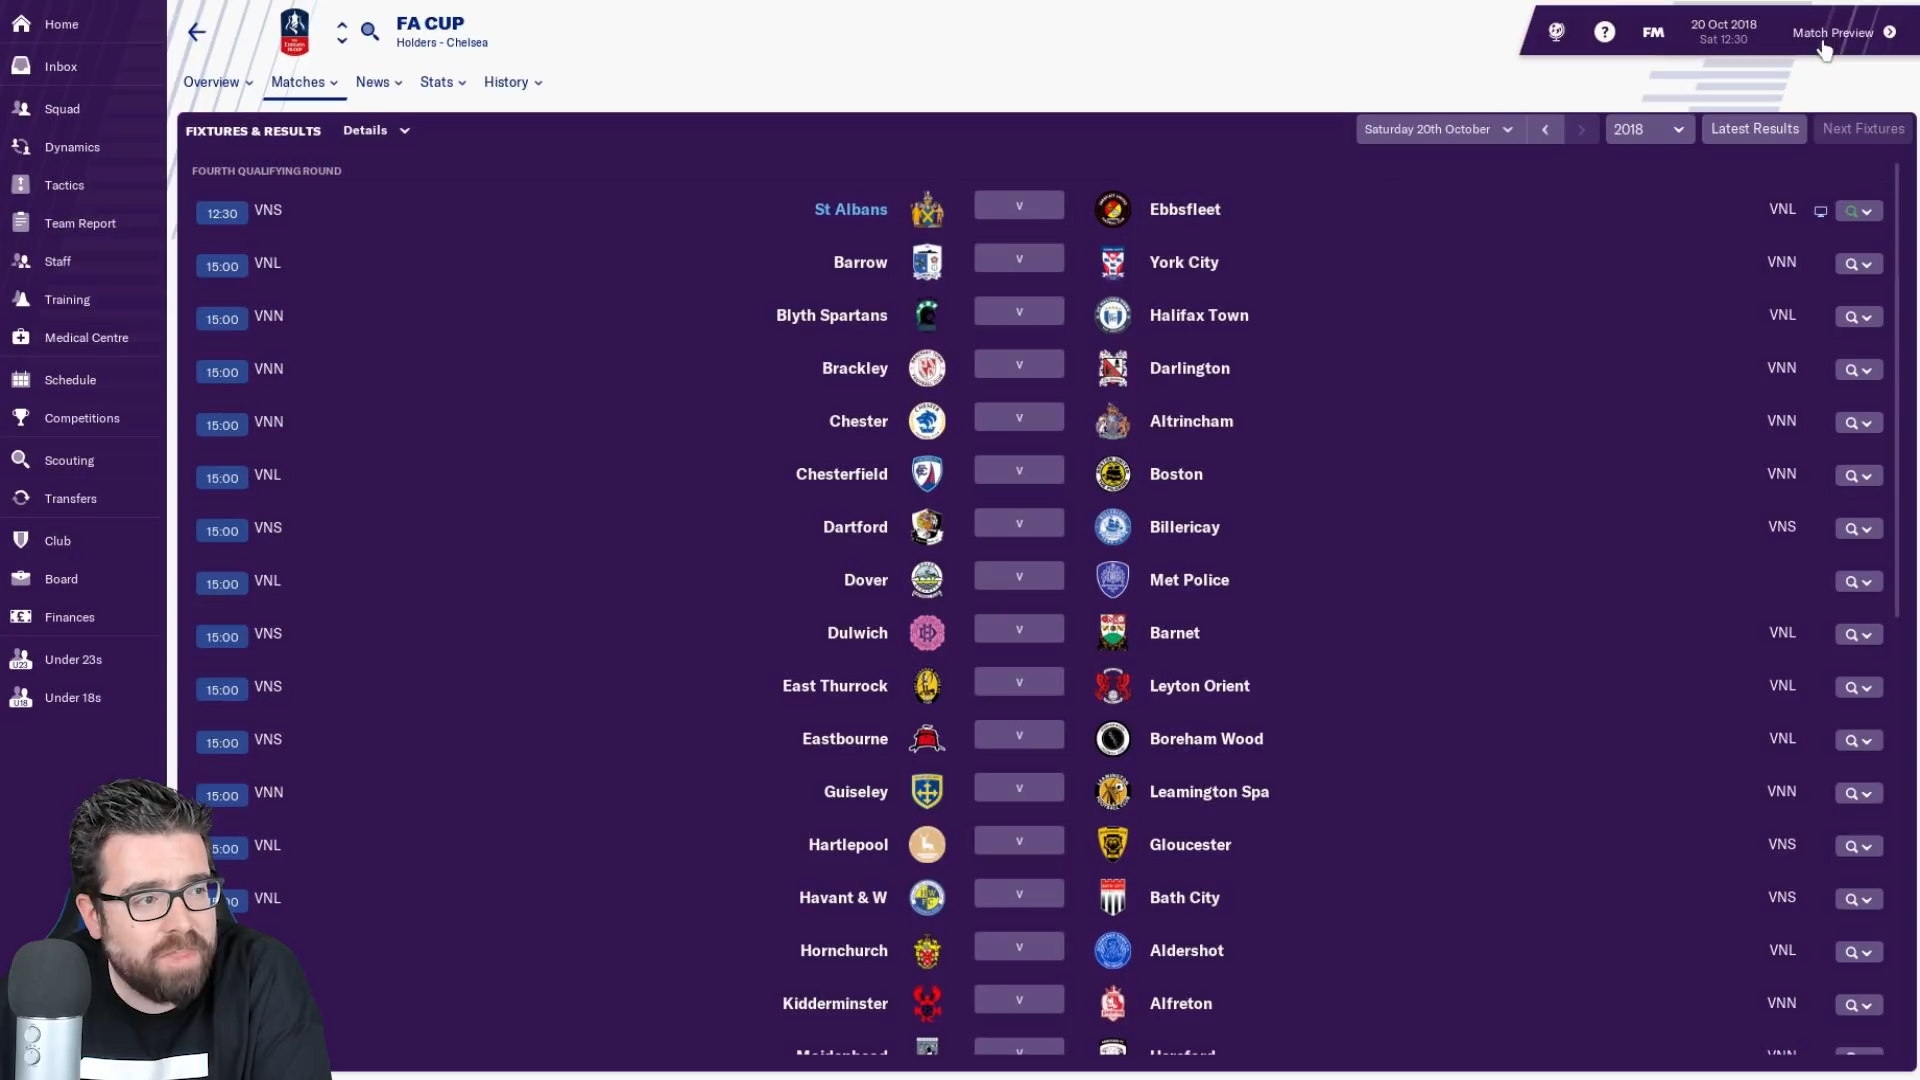 Home
Inbox
Squad
Dynamics
Tactics
Team Report
Staff
Training
Medical Centre
Schedule
Competitions
Scouting
Transfers
Club
Board
Finances
U23 Under 23s
U18 Under 18s
FA CUP
Holders - Chelsea
? FM 20 Oct 2018 Match Preview
Sat 12:30
Overview Matches News Stats History
FIXTURES & RESULTS Details Saturday 20th October 2018 Latest Results Next Fixtures
FOURTH QUALIFYING ROUND
12:30 VNS St Albans v Ebbsfleet VNL
15:00 VNL Barrow v York City VNN
15:00 VNN Blyth Spartans v Halifax Town VNL
15:00 VNN Brackley v Darlington VNN
15:00 VNN Chester v Altrincham VNN
15:00 VNL Chesterfield v Boston VNN
15:00 VNS Dartford v Billericay VNS
15:00 VNL Dover v Met Police
15:00 VNS Dulwich v Barnet VNL
15:00 VNS East Thurrock v Leyton Orient VNL
15:00 VNS Eastbourne v Boreham Wood VNL
15:00 VNN Guiseley v Leamington Spa VNN
5:00 VNL Hartlepool v Gloucester VNS
VNL Havant & W v Bath City VNS
Hornchurch v Aldershot VNL
Kidderminster v Alfreton VNN